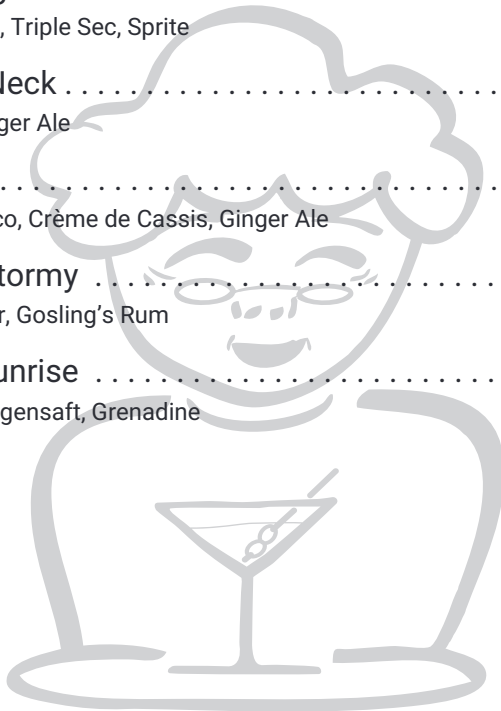 , Triple Sec, Sprite
Neck . . . . . . . . . . . . . . . . . . . . . . . . . . . . . .
ger Ale
. . . . . . . . . . . . . . . . . . . . . . . . . . . . . . . . . .
co, Crème de Cassis, Ginger Ale
tormy . . . . . . . . . . . . . . . . . . . . . . . . . . . .
r, Gosling’s Rum
unrise . . . . . . . . . . . . . . . . . . . . . . . . . . . .
gensaft, Grenadine